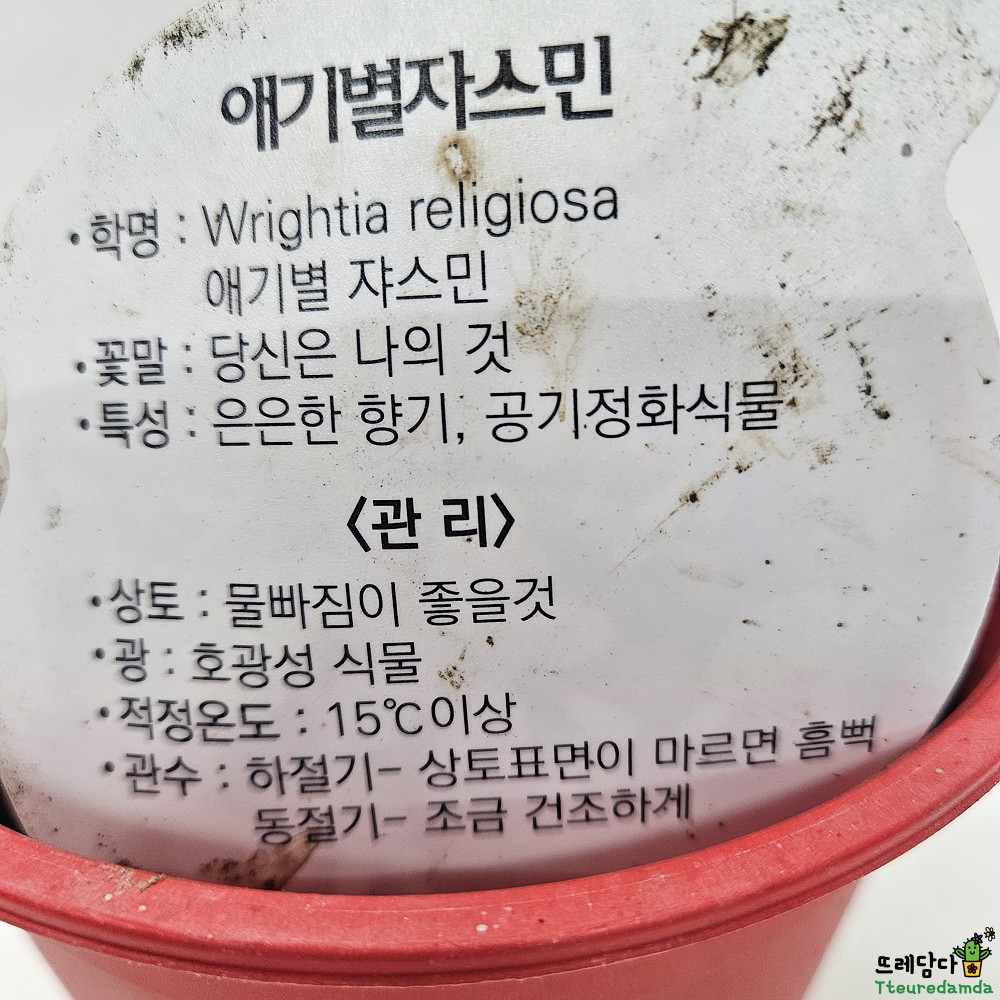 애기별자스민
•학명 : Wrightia religiosa
애기별 쟈스민
•꽃말 : 당신은 나의 것
•특성 : 은은한 향기, 공기정화식물
〈관 리〉
•상토 : 물빠짐이 좋을것
•광 : 호광성 식물
•적정온도 : 15℃이상
•관수 : 하절기- 상토표면이 마르면 흠뻑
동절기- 조금 건조하게
뜨레담다
Tteuredamda